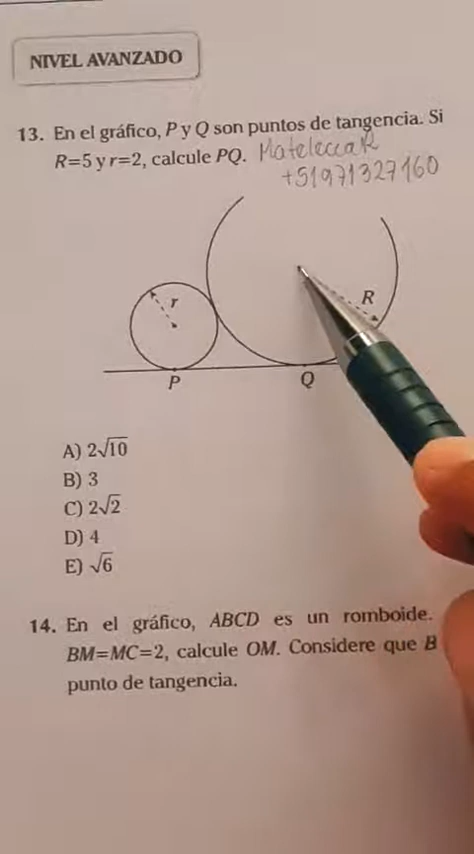 NIVEL AVANZADO
13. En el gráfico, P y Q son puntos de tangencia. Si
R=5 y r=2, calcule PQ. MateleccaR
+51971327160
r
R
P
Q
A) 2√10
B) 3
C) 2√2
D) 4
E) √6
14. En el gráfico, ABCD es un romboide.
BM=MC=2, calcule OM. Considere que B
punto de tangencia.